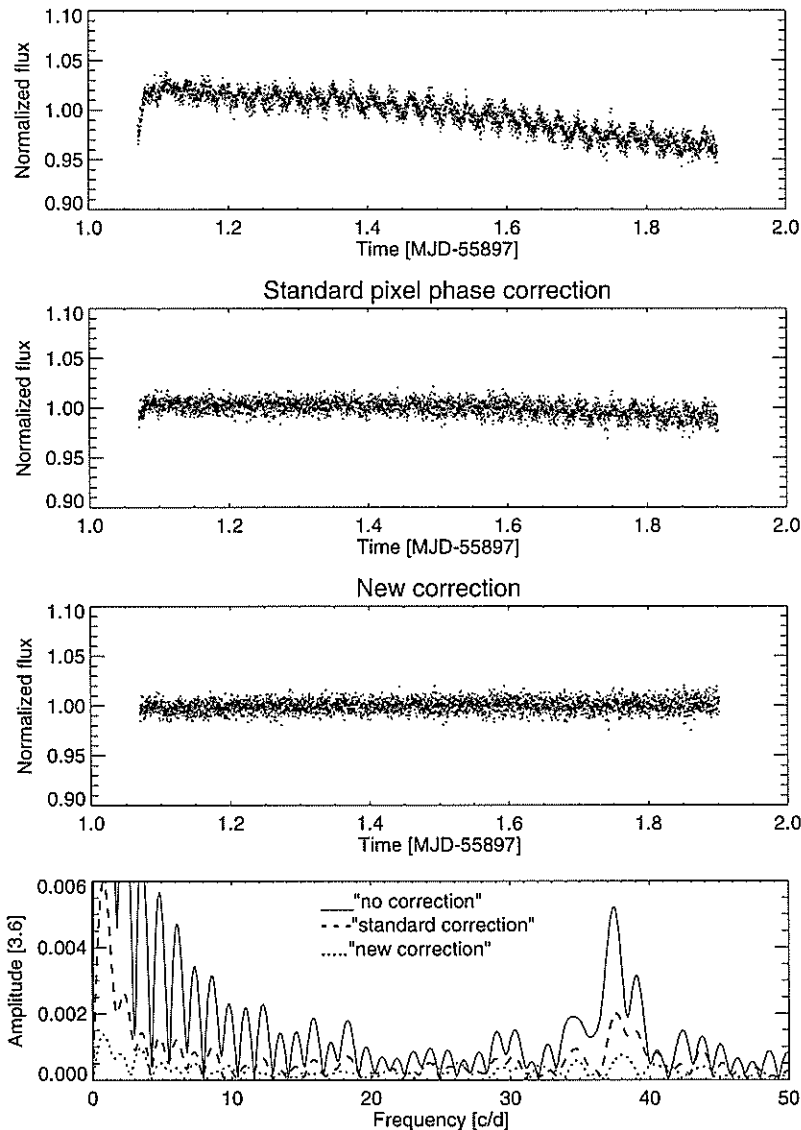 1.10
1.05
1.00
0.95
0.90
Normalized flux
1.0 1.2 1.4 1.6 1.8 2.0
Time [MJD-55897]
Standard pixel phase correction
1.10
1.05
1.00
0.95
0.90
Normalized flux
1.0 1.2 1.4 1.6 1.8 2.0
Time [MJD-55897]
New correction
1.10
1.05
1.00
0.95
0.90
Normalized flux
1.0 1.2 1.4 1.6 1.8 2.0
Time [MJD-55897]
0.006
0.004
0.002
0.000
Amplitude [3.6]
"no correction"
"standard correction"
"new correction"
0 10 20 30 40 50
Frequency [c/d]